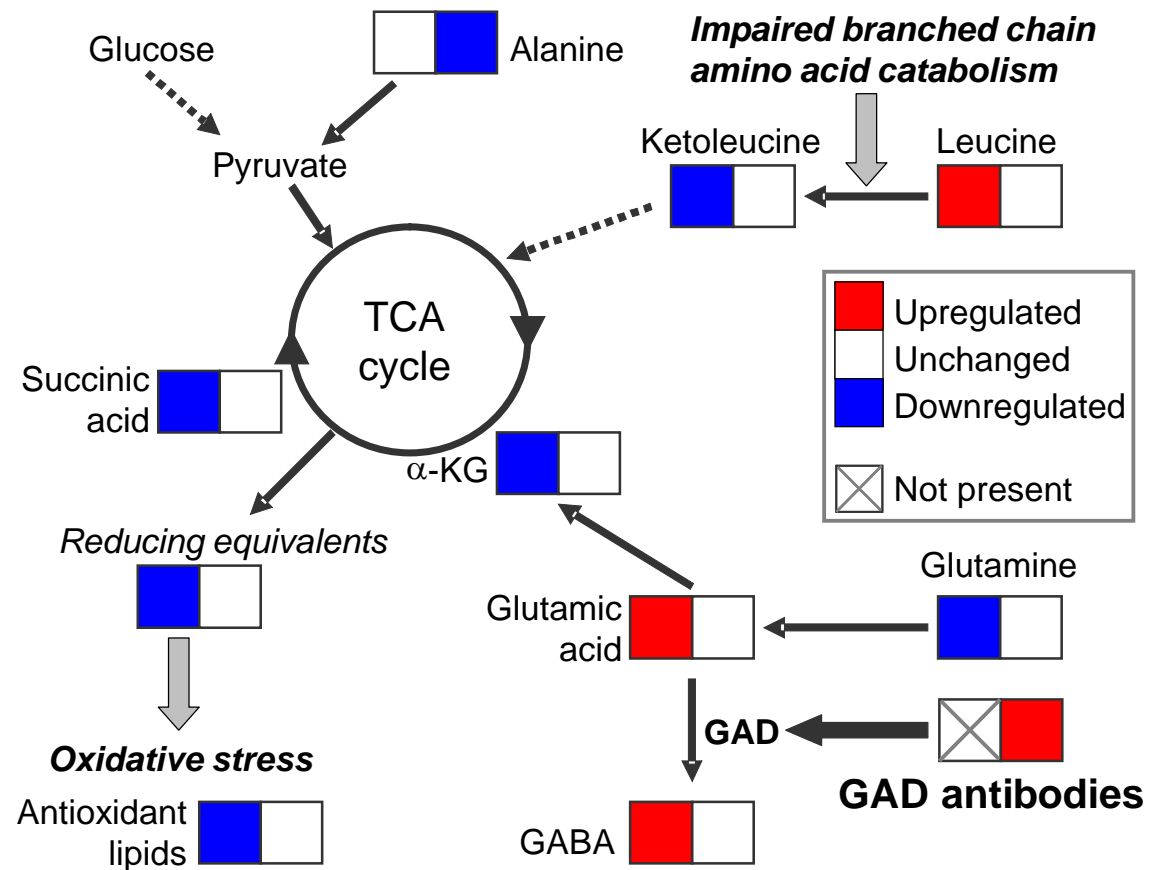 Glucose
Alanine
Impaired branched chain
amino acid catabolism
Pyruvate
Ketoleucine
Leucine
TCA
cycle
Upregulated
Unchanged
Downregulated
Not present
Succinic
acid
α-KG
Reducing equivalents
Glutamine
Glutamic
acid
GAD
Oxidative stress
GAD antibodies
Antioxidant
lipids
GABA